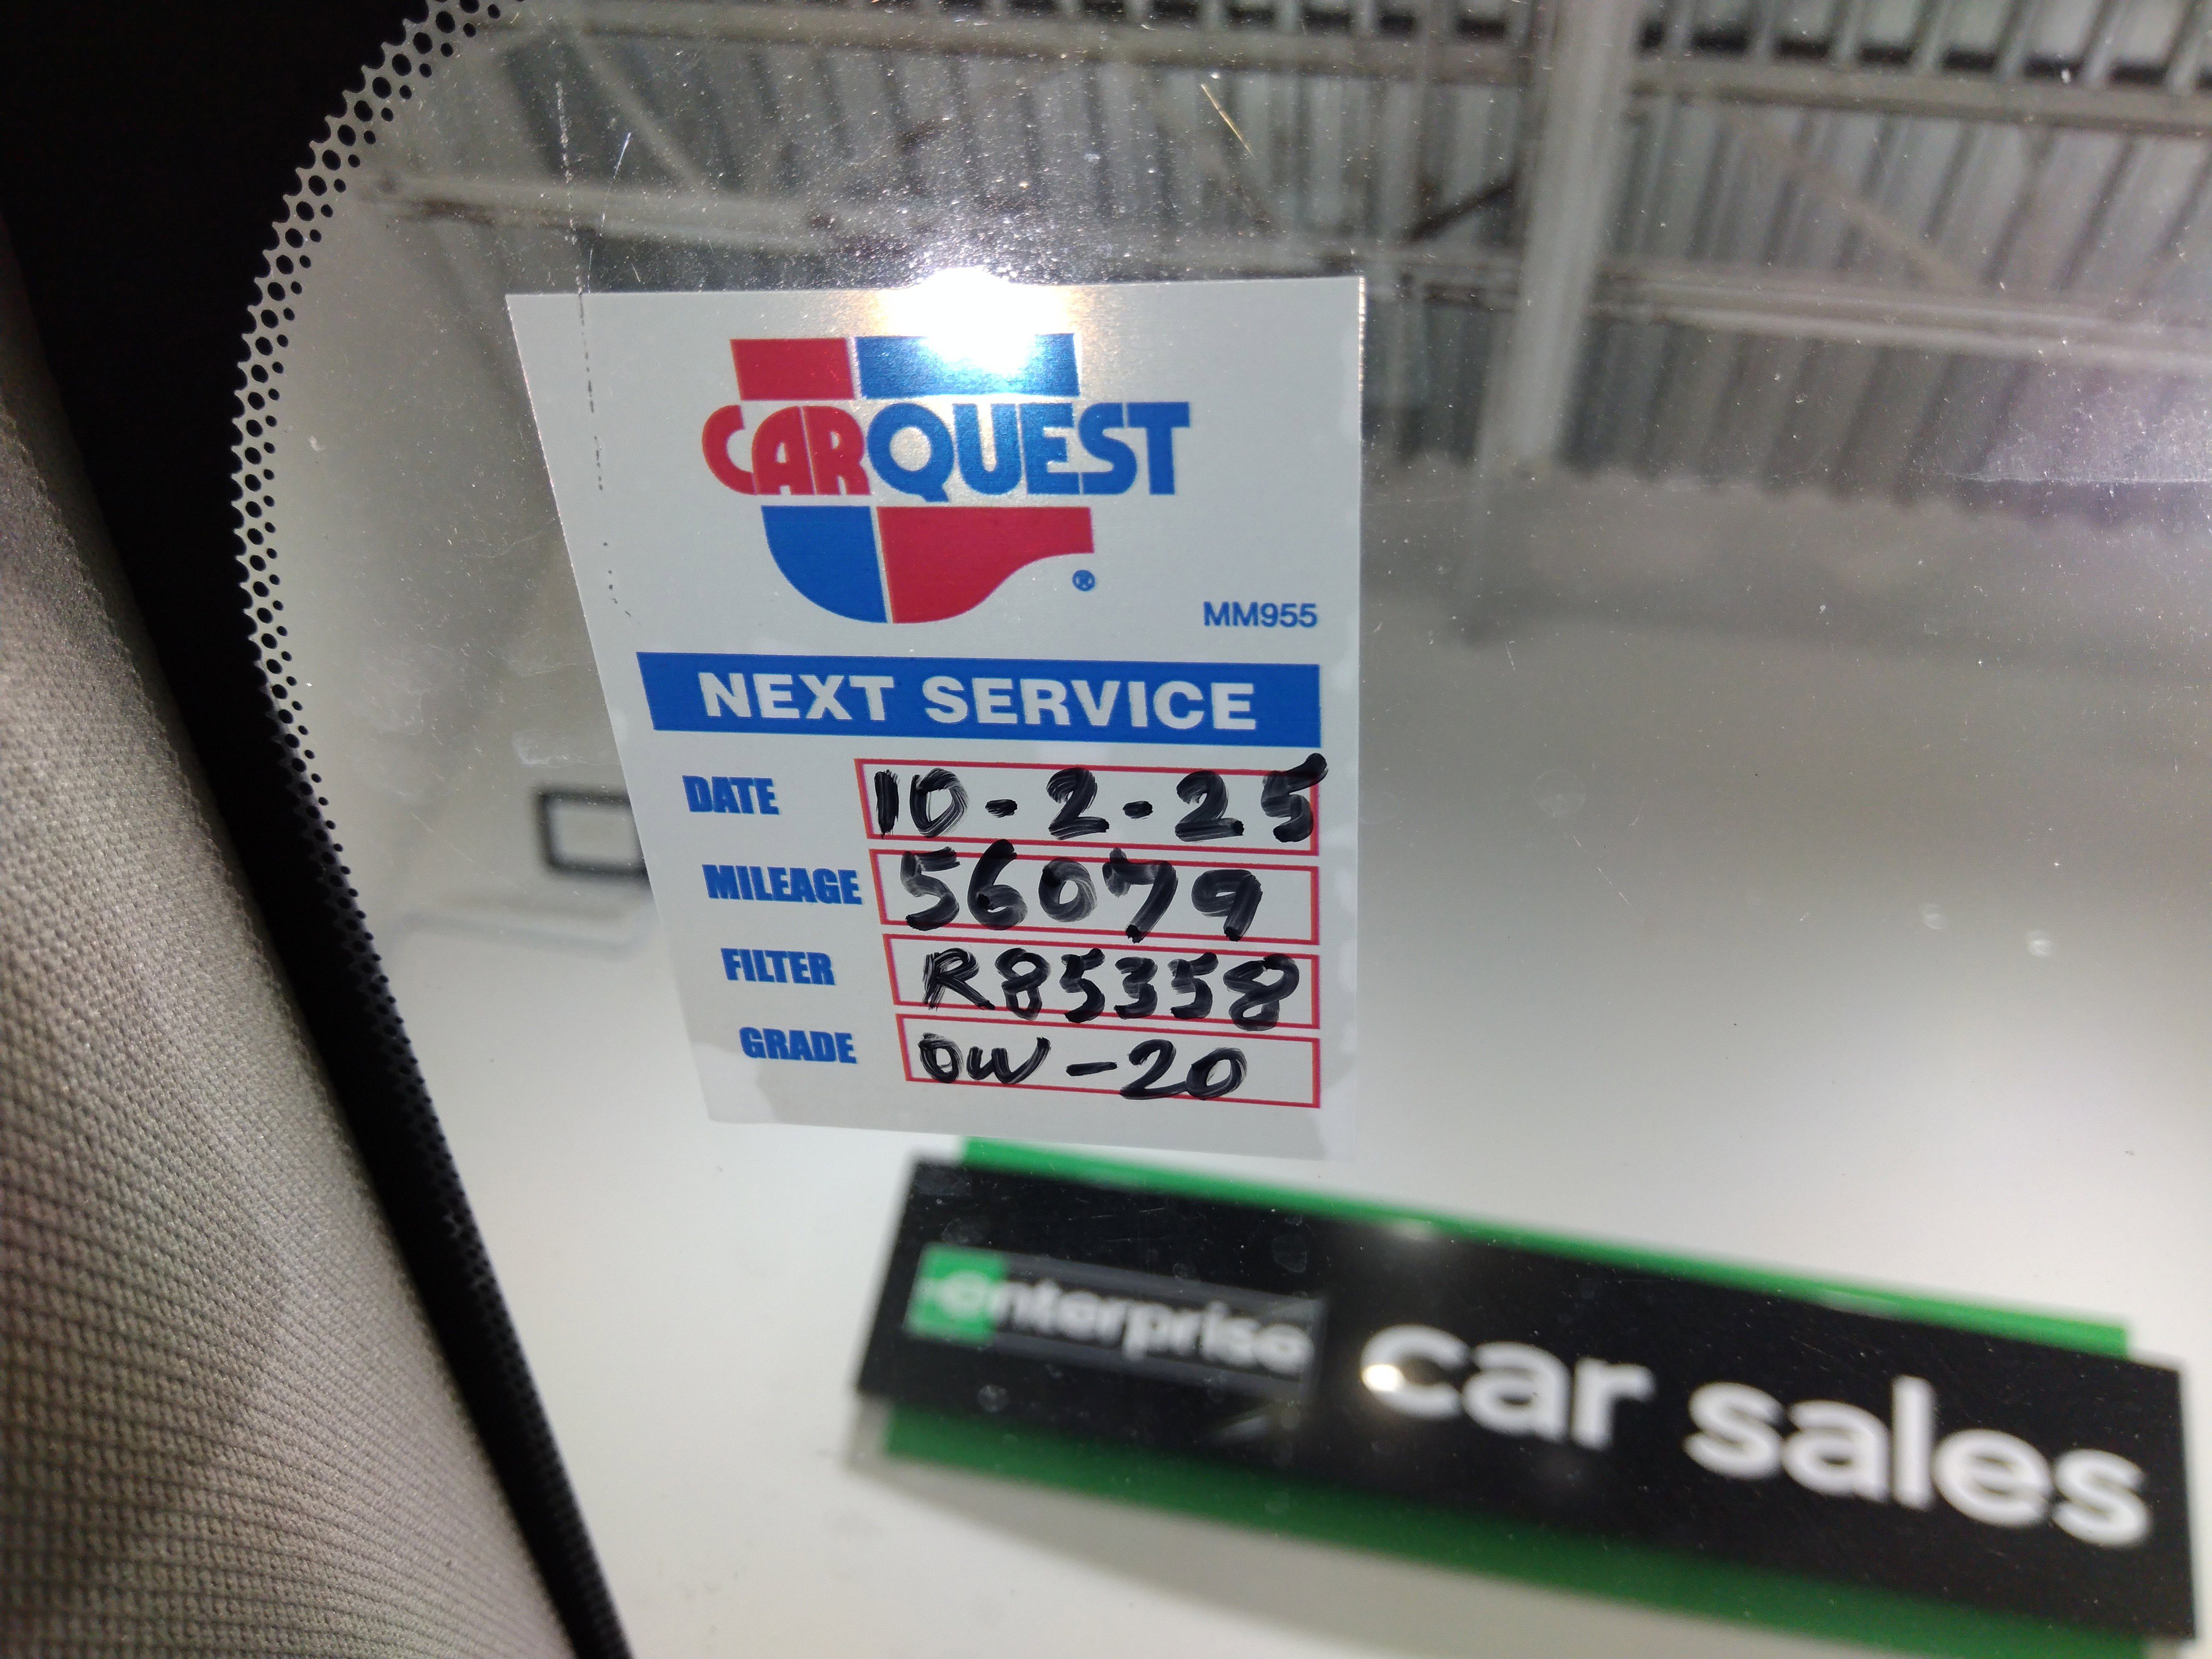 CARQUEST
®
MM955
NEXT SERVICE
DATE 10-2-25
MILEAGE 56079
FILTER R85358
GRADE 0W-20
enterprise car sales